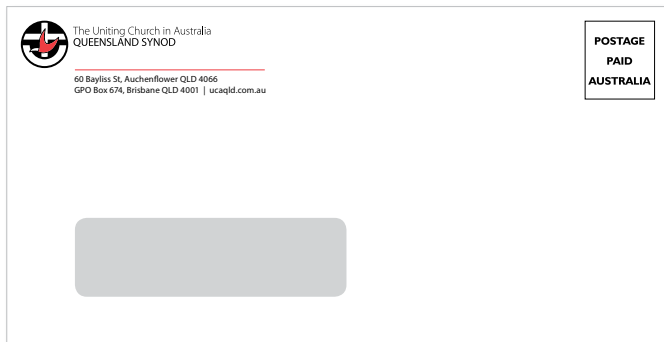 The Uniting Church in Australia
QUEENSLAND SYNOD
60 Bayliss St, Auchenflower QLD 4066
GPO Box 674, Brisbane QLD 4001 | ucaqld.com.au
POSTAGE
PAID
AUSTRALIA